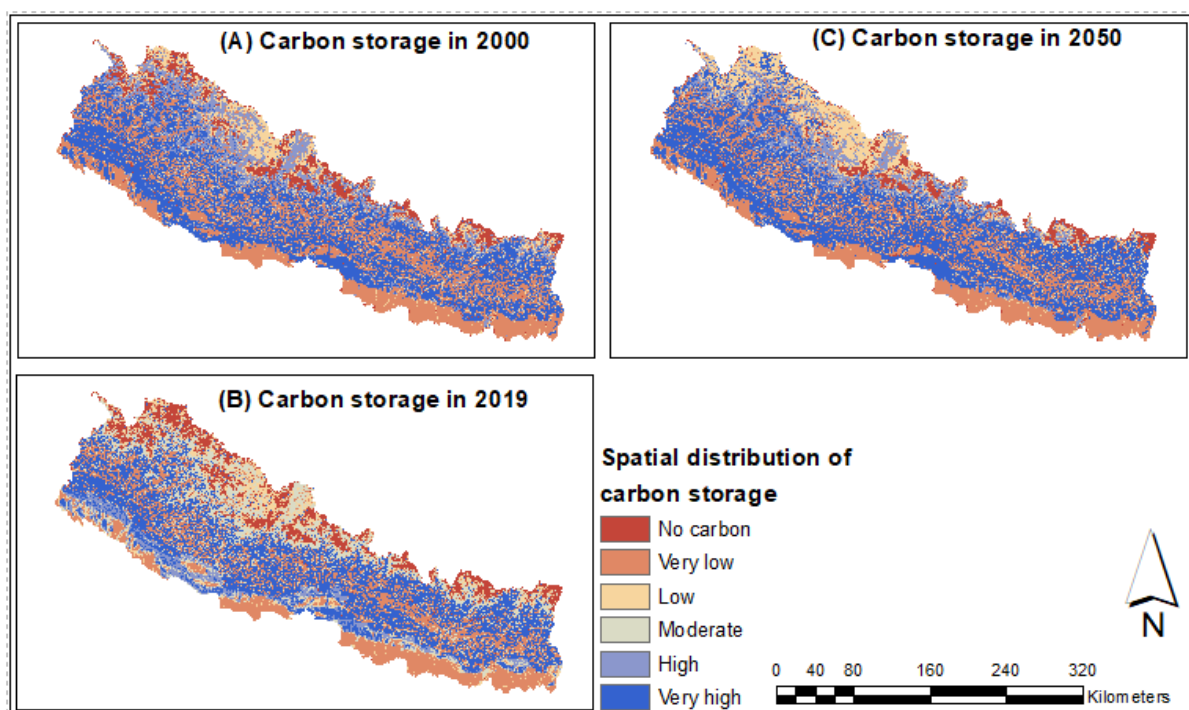 (A) Carbon storage in 2000
(C) Carbon storage in 2050
(B) Carbon storage in 2019
Spatial distribution of
carbon storage
No carbon
Very low
Low
Moderate
High
Very high
N
0 40 80 160 240 320
Kilometers